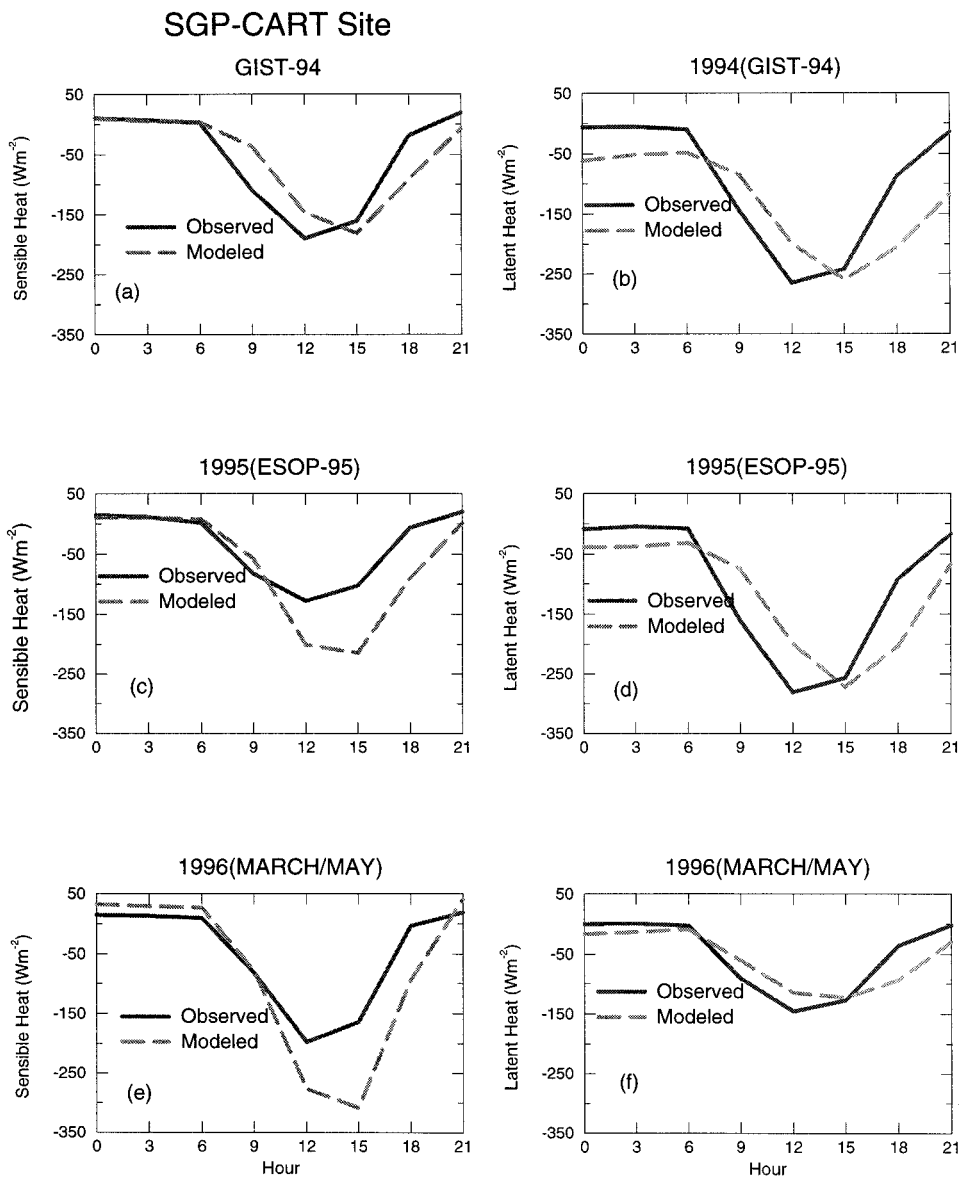 SGP-CART Site
GIST-94
50
-50
-150
-250
-350
Sensible Heat (Wm-2)
Observed
Modeled
(a)
0 3 6 9 12 15 18 21
1994(GIST-94)
50
-50
-150
-250
-350
Latent Heat (Wm-2)
Observed
Modeled
(b)
0 3 6 9 12 15 18 21
1995(ESOP-95)
50
-50
-150
-250
-350
Sensible Heat (Wm-2)
Observed
Modeled
(c)
0 3 6 9 12 15 18 21
1995(ESOP-95)
50
-50
-150
-250
-350
Latent Heat (Wm-2)
Observed
Modeled
(d)
0 3 6 9 12 15 18 21
1996(MARCH/MAY)
50
-50
-150
-250
-350
Sensible Heat (Wm-2)
Observed
Modeled
(e)
0 3 6 9 12 15 18 21
Hour
1996(MARCH/MAY)
50
-50
-150
-250
-350
Latent Heat (Wm-2)
Observed
Modeled
(f)
0 3 6 9 12 15 18 21
Hour